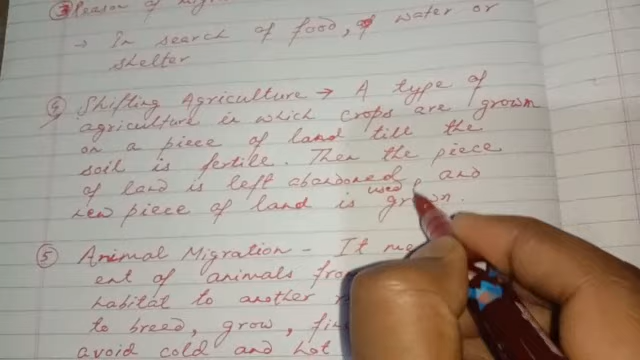 ③ Reason of
→ In search of food, water or
shelter
④ Shifting Agriculture → A type of
agriculture in which crops are grown
on a piece of land till the
soil is fertile. Then the piece
of land is left abandoned, and
used
new piece of land is grown.
⑤ Animal Migration - It
ent of animals
habitat to another
to breed, grow,
avoid cold and hot